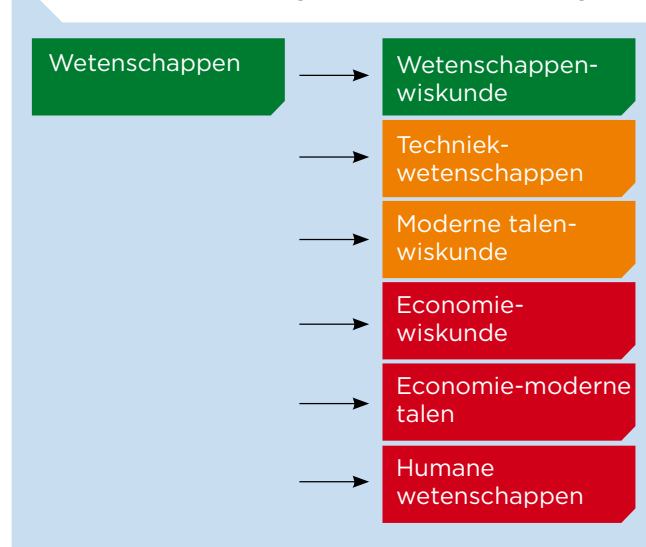 Wetenschappen
Wetenschappen-
wiskunde
Techniek-
wetenschappen
Moderne talen-
wiskunde
Economie-
wiskunde
Economie-moderne
talen
Humane
wetenschappen